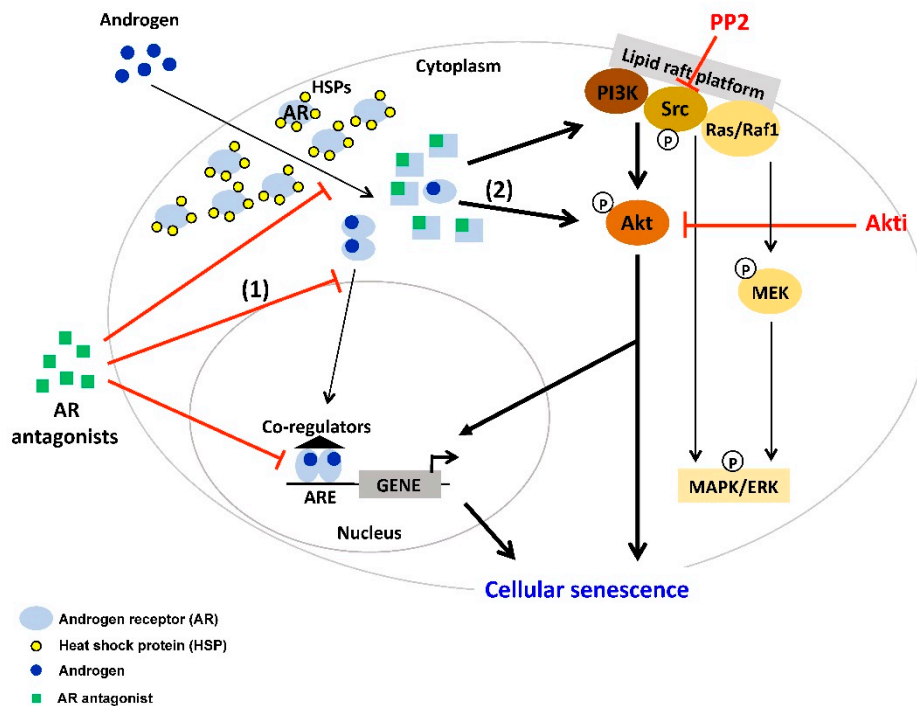 Androgen
PP2
Cytoplasm
Lipid raft platform
HSPs
AR
PI3K
Src
Ras/Raf1
P
(2)
P
Akt
Akti
(1)
P
MEK
AR
antagonists
Co-regulators
P
MAPK/ERK
GENE
ARE
Nucleus
Cellular senescence
Androgen receptor (AR)
Heat shock protein (HSP)
Androgen
AR antagonist